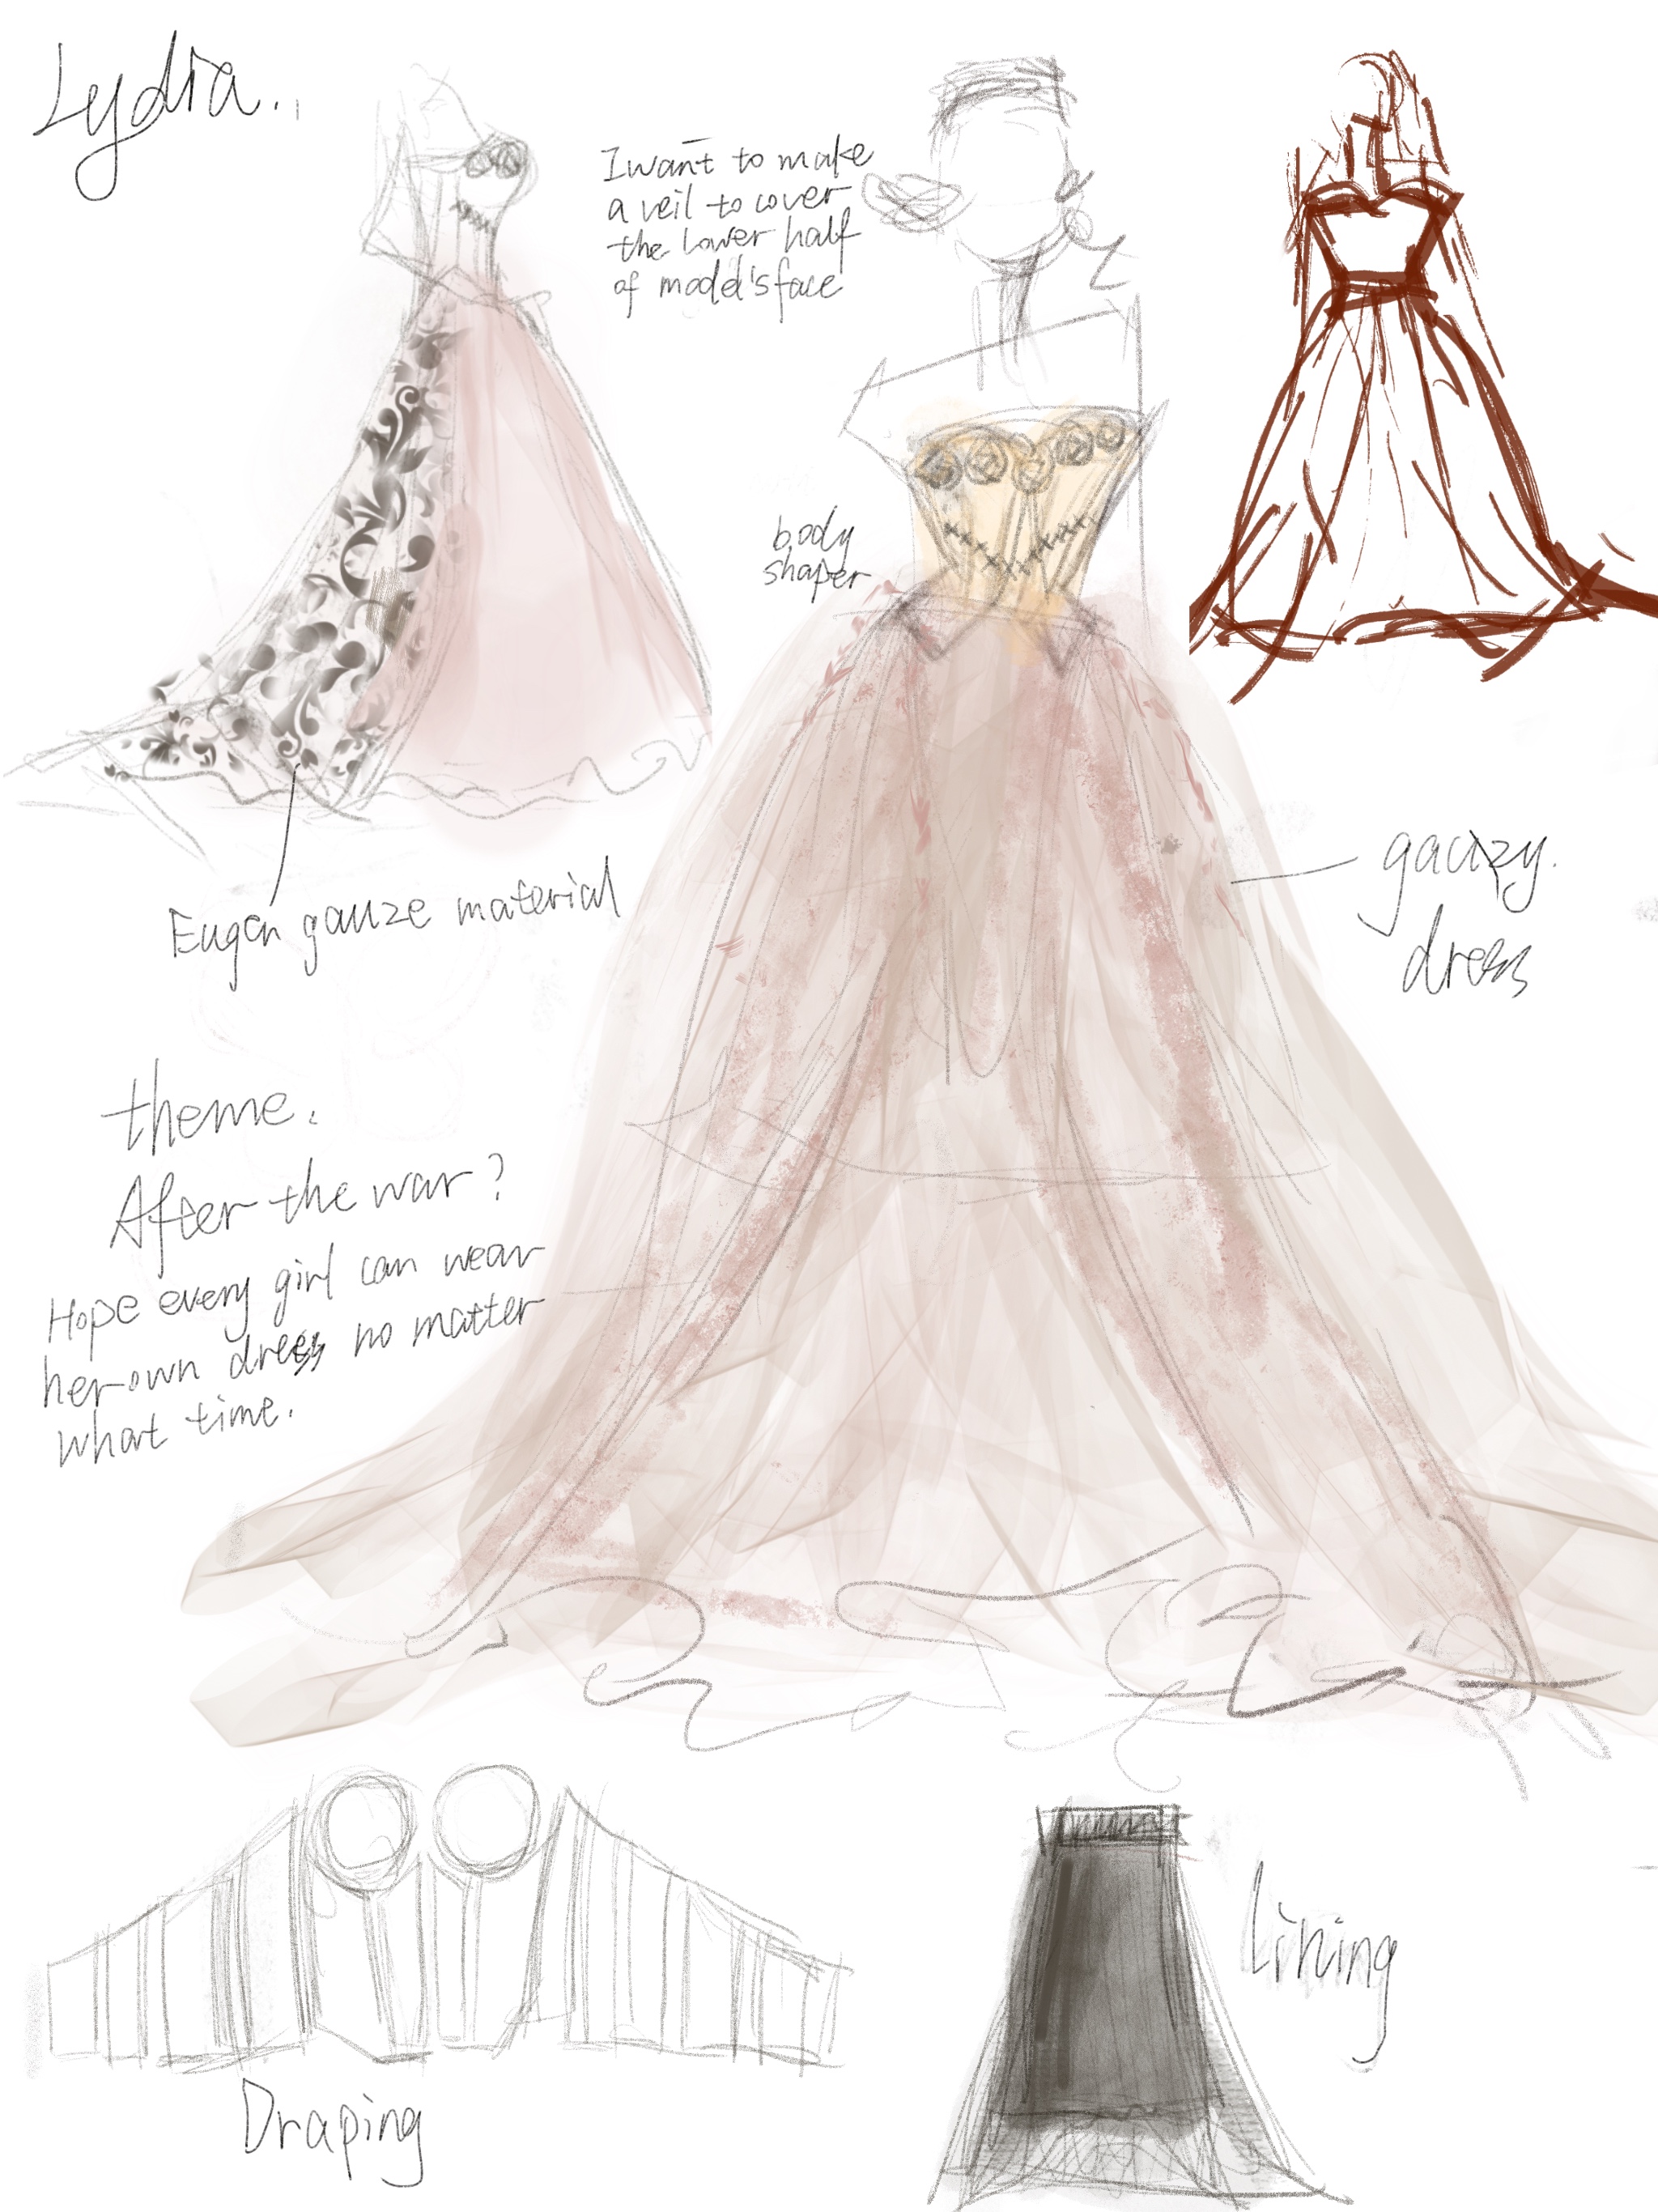 Lydia.
I want to make
a veil to cover
the lower half
of model's face
body
shaper
Eugen gauze material
gauzy.
dress
theme.
After the war?
Hope every girl can wear
her own dress no matter
what time.
Draping
Lining